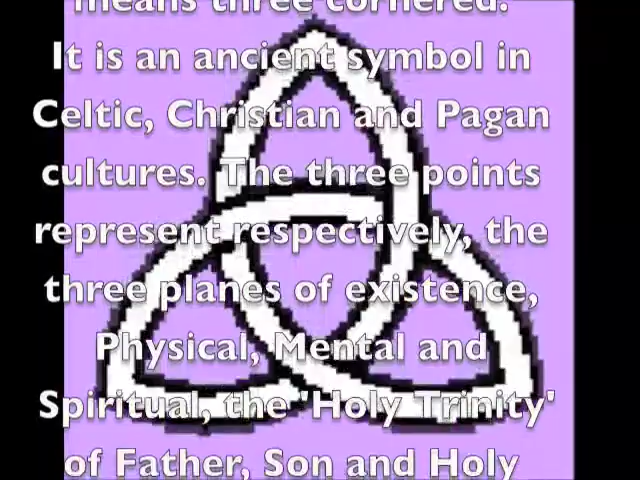 means three cornered.
It is an ancient symbol in
Celtic, Christian and Pagan
cultures. The three points
represent respectively, the
three planes of existence,
Physical, Mental and
Spiritual, the 'Holy Trinity'
of Father, Son and Holy